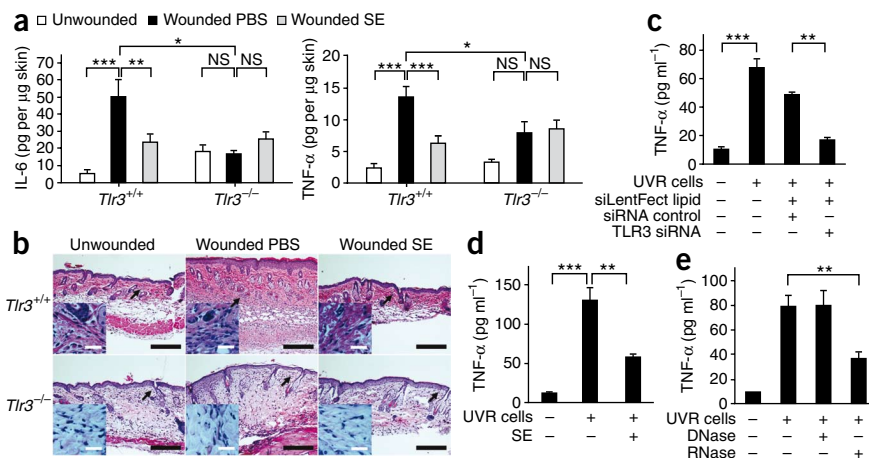 a
Unwounded Wounded PBS Wounded SE
IL-6 (pg per μg skin)
70
60
50
40
30
20
10
0
***
**
*
NS
NS
Tlr3+/+
Tlr3−/−
TNF-α (pg per μg skin)
20
15
10
5
0
***
***
*
NS
NS
Tlr3+/+
Tlr3−/−
b
Unwounded Wounded PBS Wounded SE
Tlr3+/+
Tlr3−/−
c
TNF-α (pg ml−1)
80
60
40
20
0
***
**
UVR cells − + + +
siLentFect lipid − − + +
siRNA control − − + −
TLR3 siRNA − − − +
d
TNF-α (pg ml−1)
150
100
50
0
***
**
UVR cells − + +
SE − − +
e
TNF-α (pg ml−1)
100
80
60
40
20
0
**
UVR cells − + + +
DNase − − + −
RNase − − − +